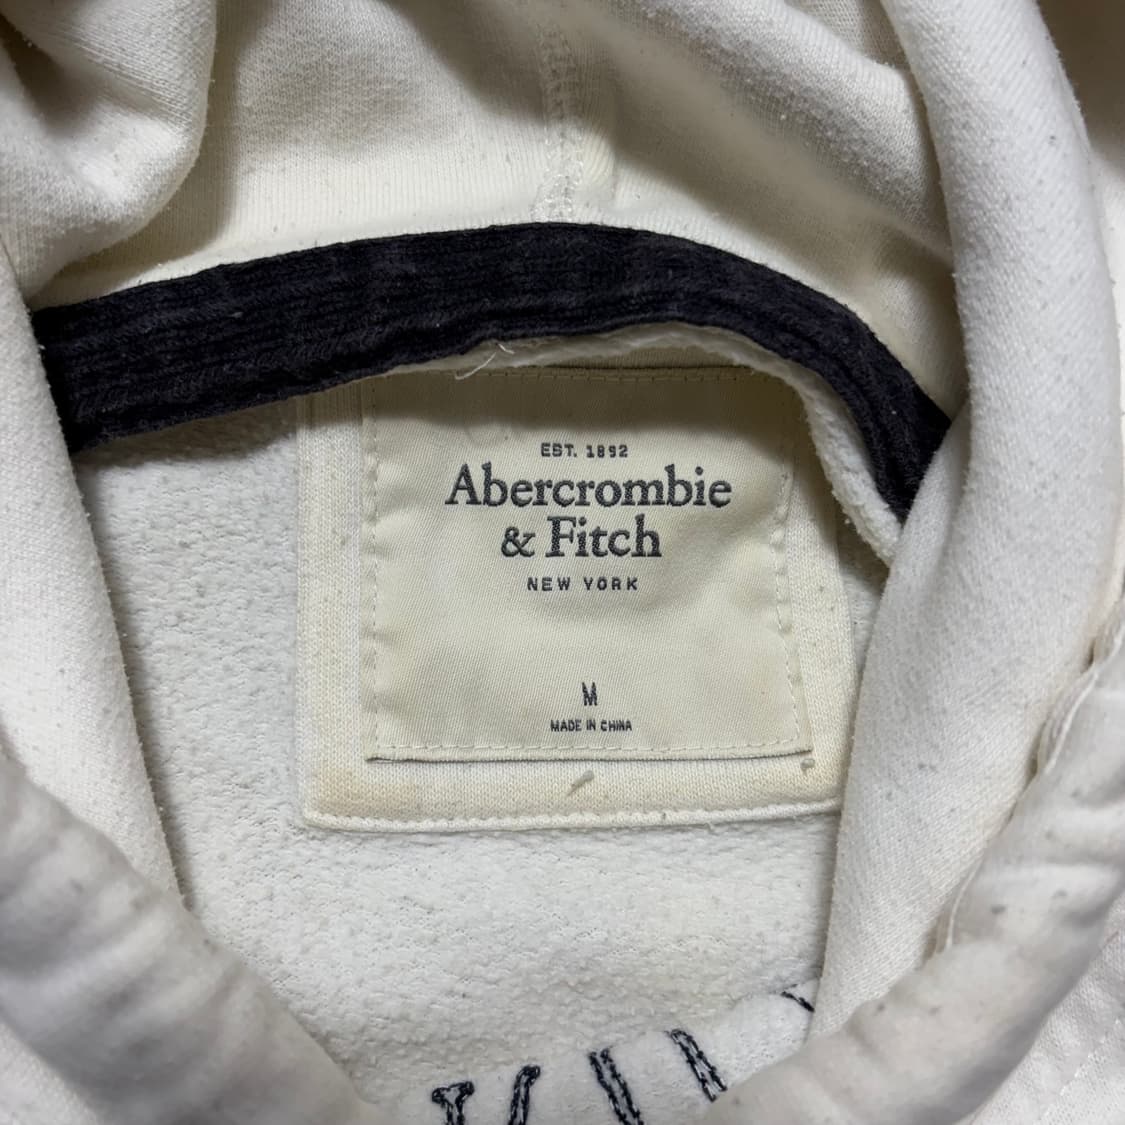 EST. 1892
Abercrombie
& Fitch
NEW YORK
M
MADE IN CHINA